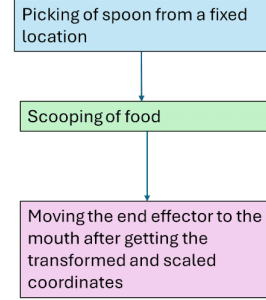 Picking of spoon from a fixed
location
Scooping of food
Moving the end effector to the
mouth after getting the
transformed and scaled
coordinates